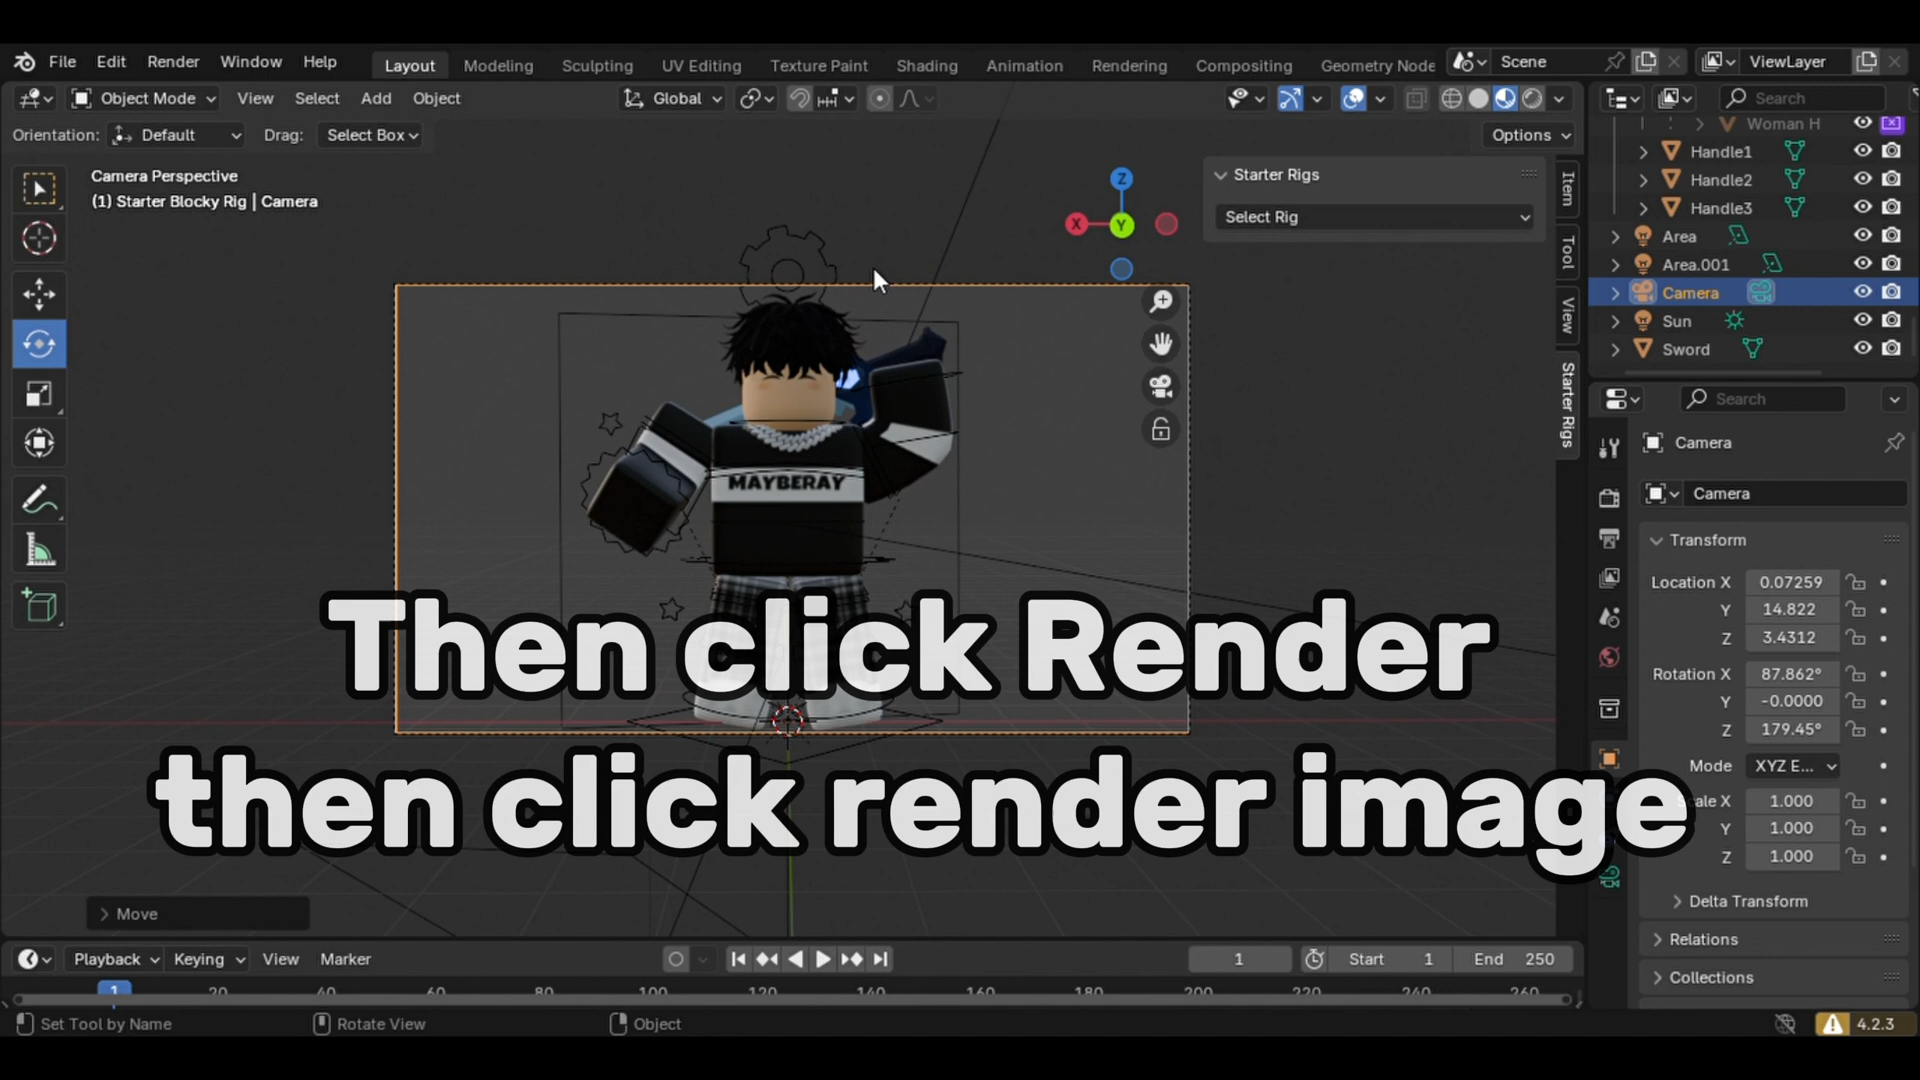 File Edit Render Window Help Layout Modeling Sculpting UV Editing Texture Paint Shading Animation Rendering Compositing Geometry Node Scene ViewLayer
Object Mode View Select Add Object Global Search
Orientation: Default Drag: Select Box Options
Woman H
Handle1
Handle2
Handle3
Area
Area.001
Camera
Sun
Sword
Camera Perspective
(1) Starter Blocky Rig | Camera
Z
X
Y
Starter Rigs
Select Rig
Item
Tool
View
Starter Rigs
MAYBERAY
Then click Render
then click render image
Search
Camera
Camera
Transform
Location X 0.07259
Y 14.822
Z 3.4312
Rotation X 87.862°
Y -0.0000
Z 179.45°
Mode XYZ E...
ale X 1.000
Y 1.000
Z 1.000
Delta Transform
Relations
Collections
Move
Playback Keying View Marker 1 Start 1 End 250
1 20 40 60 80 100 120 140 160 180 200 220 240 260
Set Tool by Name Rotate View Object 4.2.3